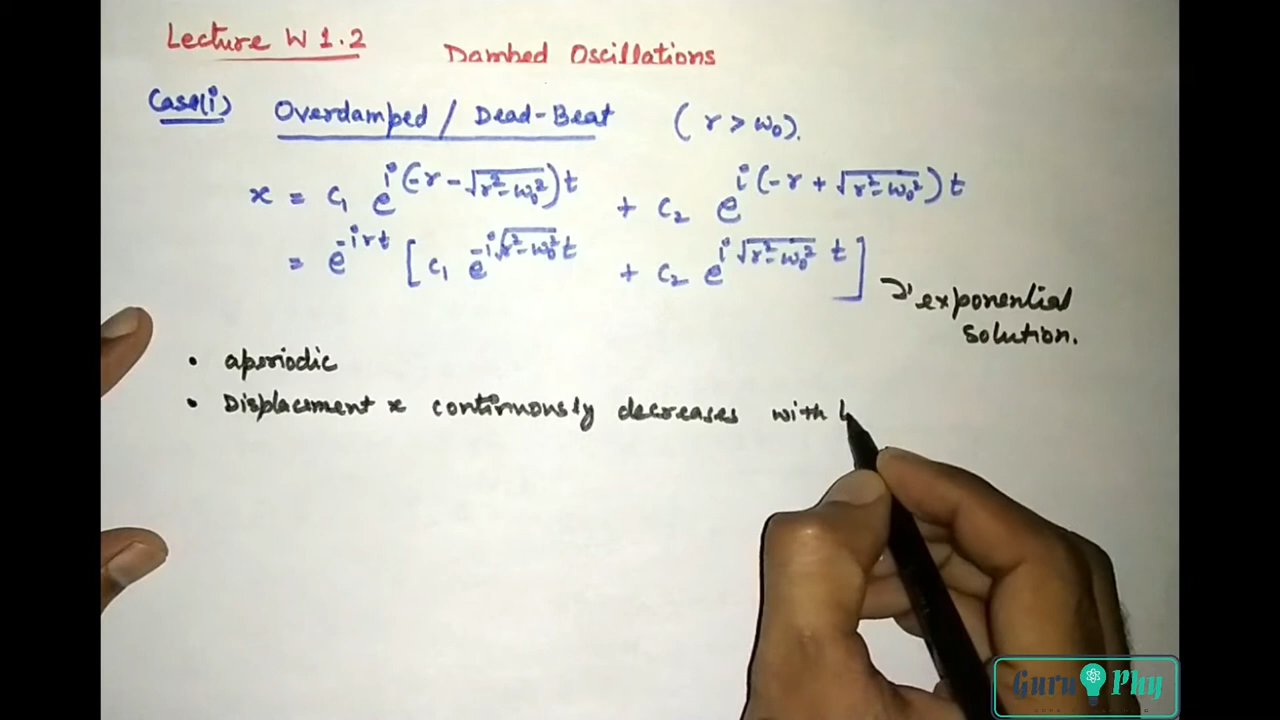 Lecture W 1.2
Dambed Oscillations
Case(i) Overdamped / Dead-Beat (r > ω₀).
x = c₁ e^{i(-r - √(r² - ω₀²))t} + c₂ e^{i(-r + √(r² - ω₀²))t}
= e^{-irt} [c₁ e^{-i√(r² - ω₀²)t} + c₂ e^{i√(r² - ω₀²) t}]
exponential
solution.
• aperiodic
• Displacement x continuously decreases with
Guru Phy